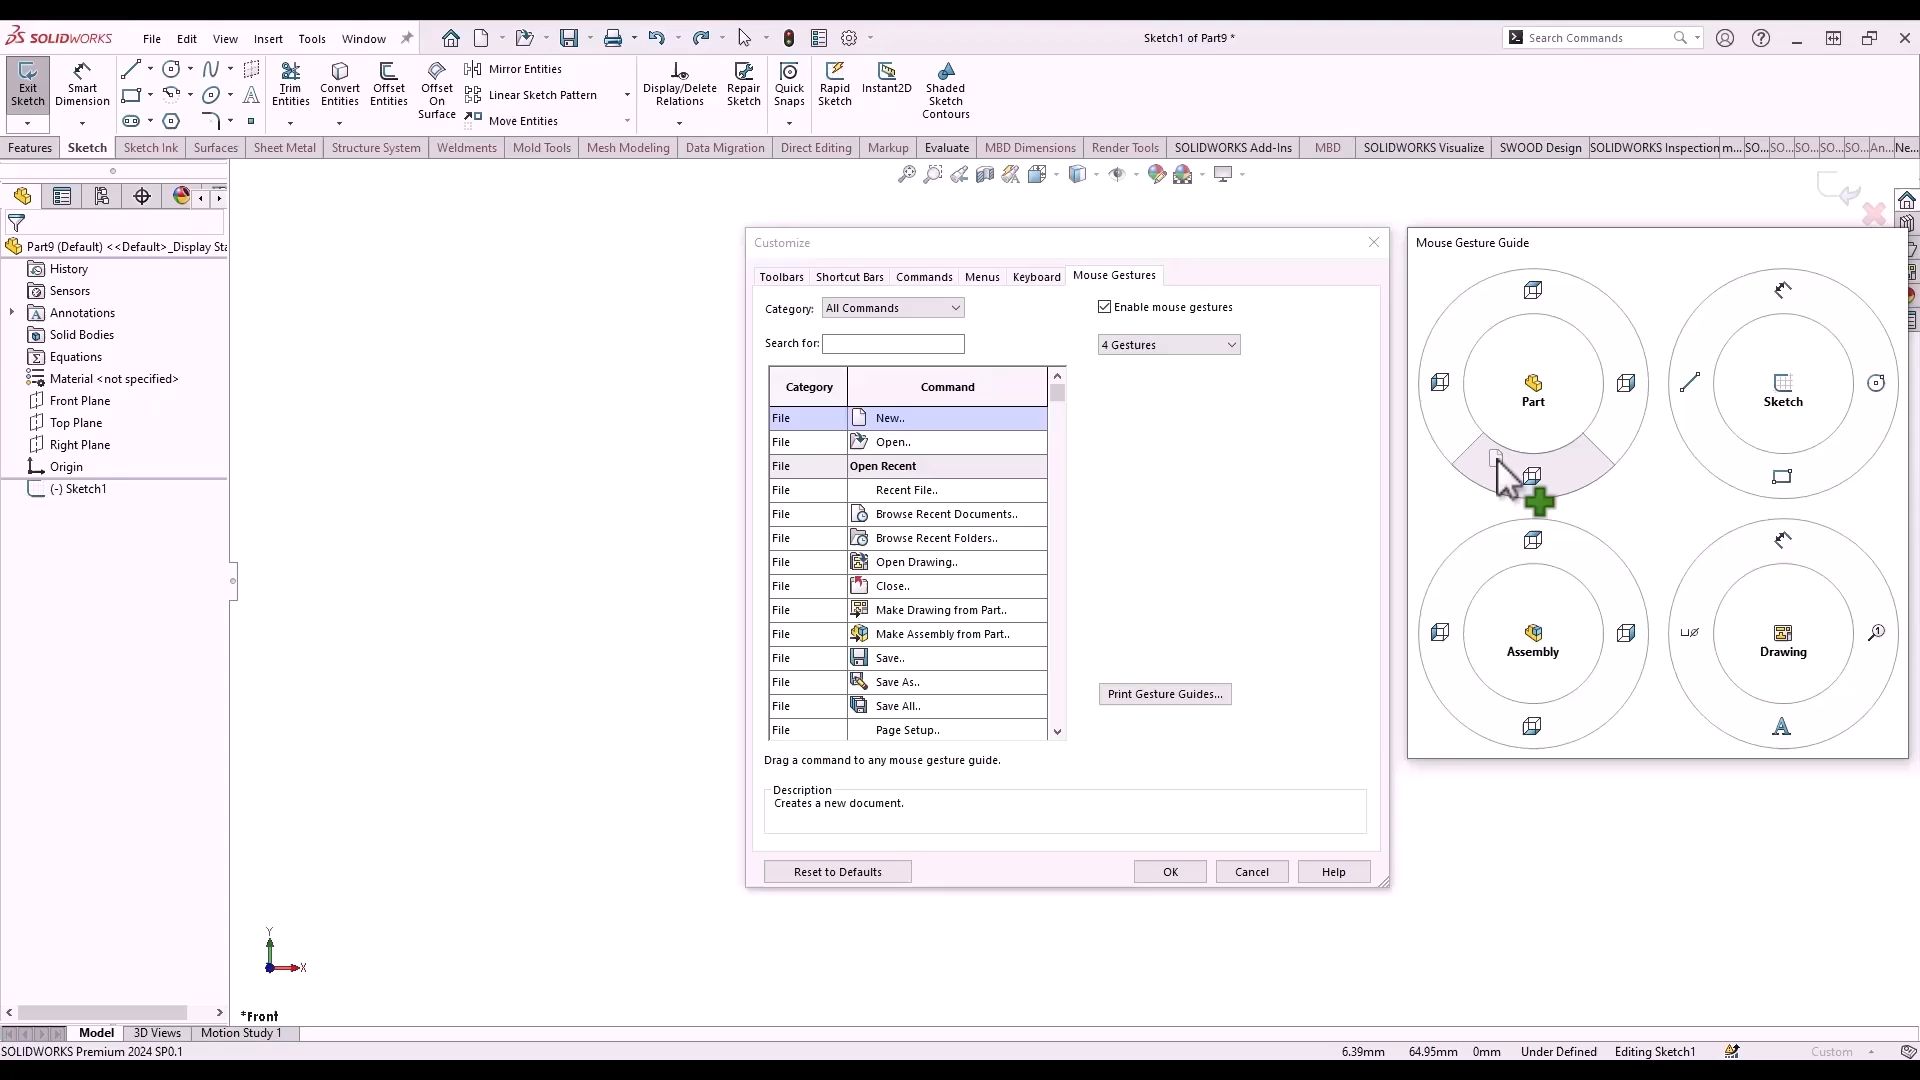 SOLIDWORKS
File Edit View Insert Tools Window
Sketch1 of Part9 *
Search Commands
Exit Sketch
Smart Dimension
Trim Entities
Convert Entities
Offset Entities
Offset On Surface
Mirror Entities
Linear Sketch Pattern
Move Entities
Display/Delete Relations
Repair Sketch
Quick Snaps
Rapid Sketch
Instant2D
Shaded Sketch Contours
Features Sketch Sketch Ink Surfaces Sheet Metal Structure System Weldments Mold Tools Mesh Modeling Data Migration Direct Editing Markup Evaluate MBD Dimensions Render Tools SOLIDWORKS Add-Ins MBD SOLIDWORKS Visualize SWOOD Design SOLIDWORKS Inspection m... SO... SO... SO... SO... SO... An... Ne...
Part9 (Default) <<Default>_Display Sta
History
Sensors
Annotations
Solid Bodies
Equations
Material <not specified>
Front Plane
Top Plane
Right Plane
Origin
(-) Sketch1
Customize
Toolbars Shortcut Bars Commands Menus Keyboard Mouse Gestures
Category: All Commands
Enable mouse gestures
Search for:
4 Gestures
Category Command
File New..
File Open..
File Open Recent
File Recent File..
File Browse Recent Documents..
File Browse Recent Folders..
File Open Drawing..
File Close..
File Make Drawing from Part..
File Make Assembly from Part..
File Save..
File Save As..
File Save All..
File Page Setup..
Print Gesture Guides...
Drag a command to any mouse gesture guide.
Description
Creates a new document.
Reset to Defaults OK Cancel Help
Mouse Gesture Guide
Part
Sketch
Assembly
Drawing
Y
X
*Front
Model 3D Views Motion Study 1
SOLIDWORKS Premium 2024 SP0.1
6.39mm 64.95mm 0mm Under Defined Editing Sketch1 Custom